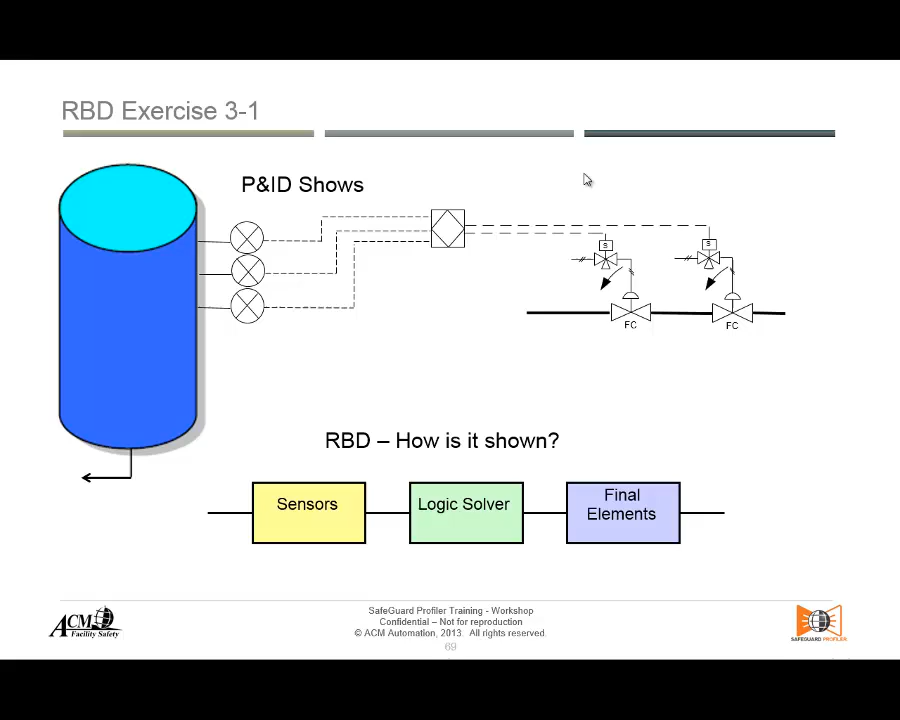 RBD Exercise 3-1
P&ID Shows
S
S
FC
FC
RBD – How is it shown?
Sensors
Logic Solver
Final
Elements
ACM
Facility Safety
SafeGuard Profiler Training - Workshop
Confidential – Not for reproduction
© ACM Automation, 2013. All rights reserved.
69
SAFEGUARD PROFILER